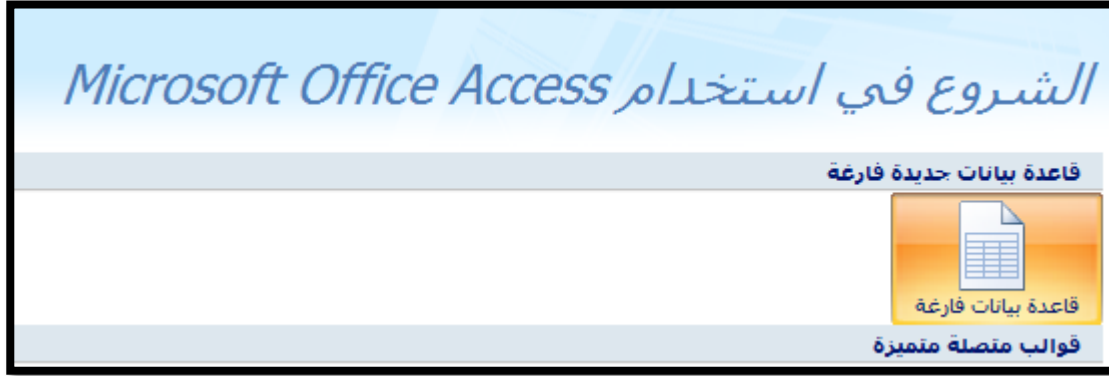 الشروع في استخدام Microsoft Office Access
قاعدة بيانات جديدة فارغة
قاعدة بيانات فارغة
قوالب متصلة متميزة